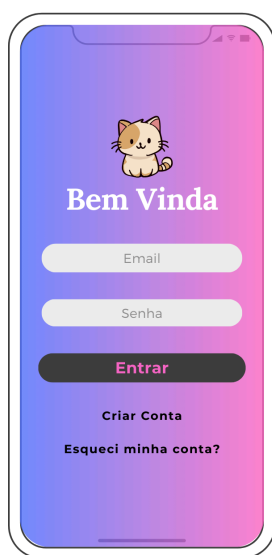 Bem Vinda
Email
Senha
Entrar
Criar Conta
Esqueci minha conta?